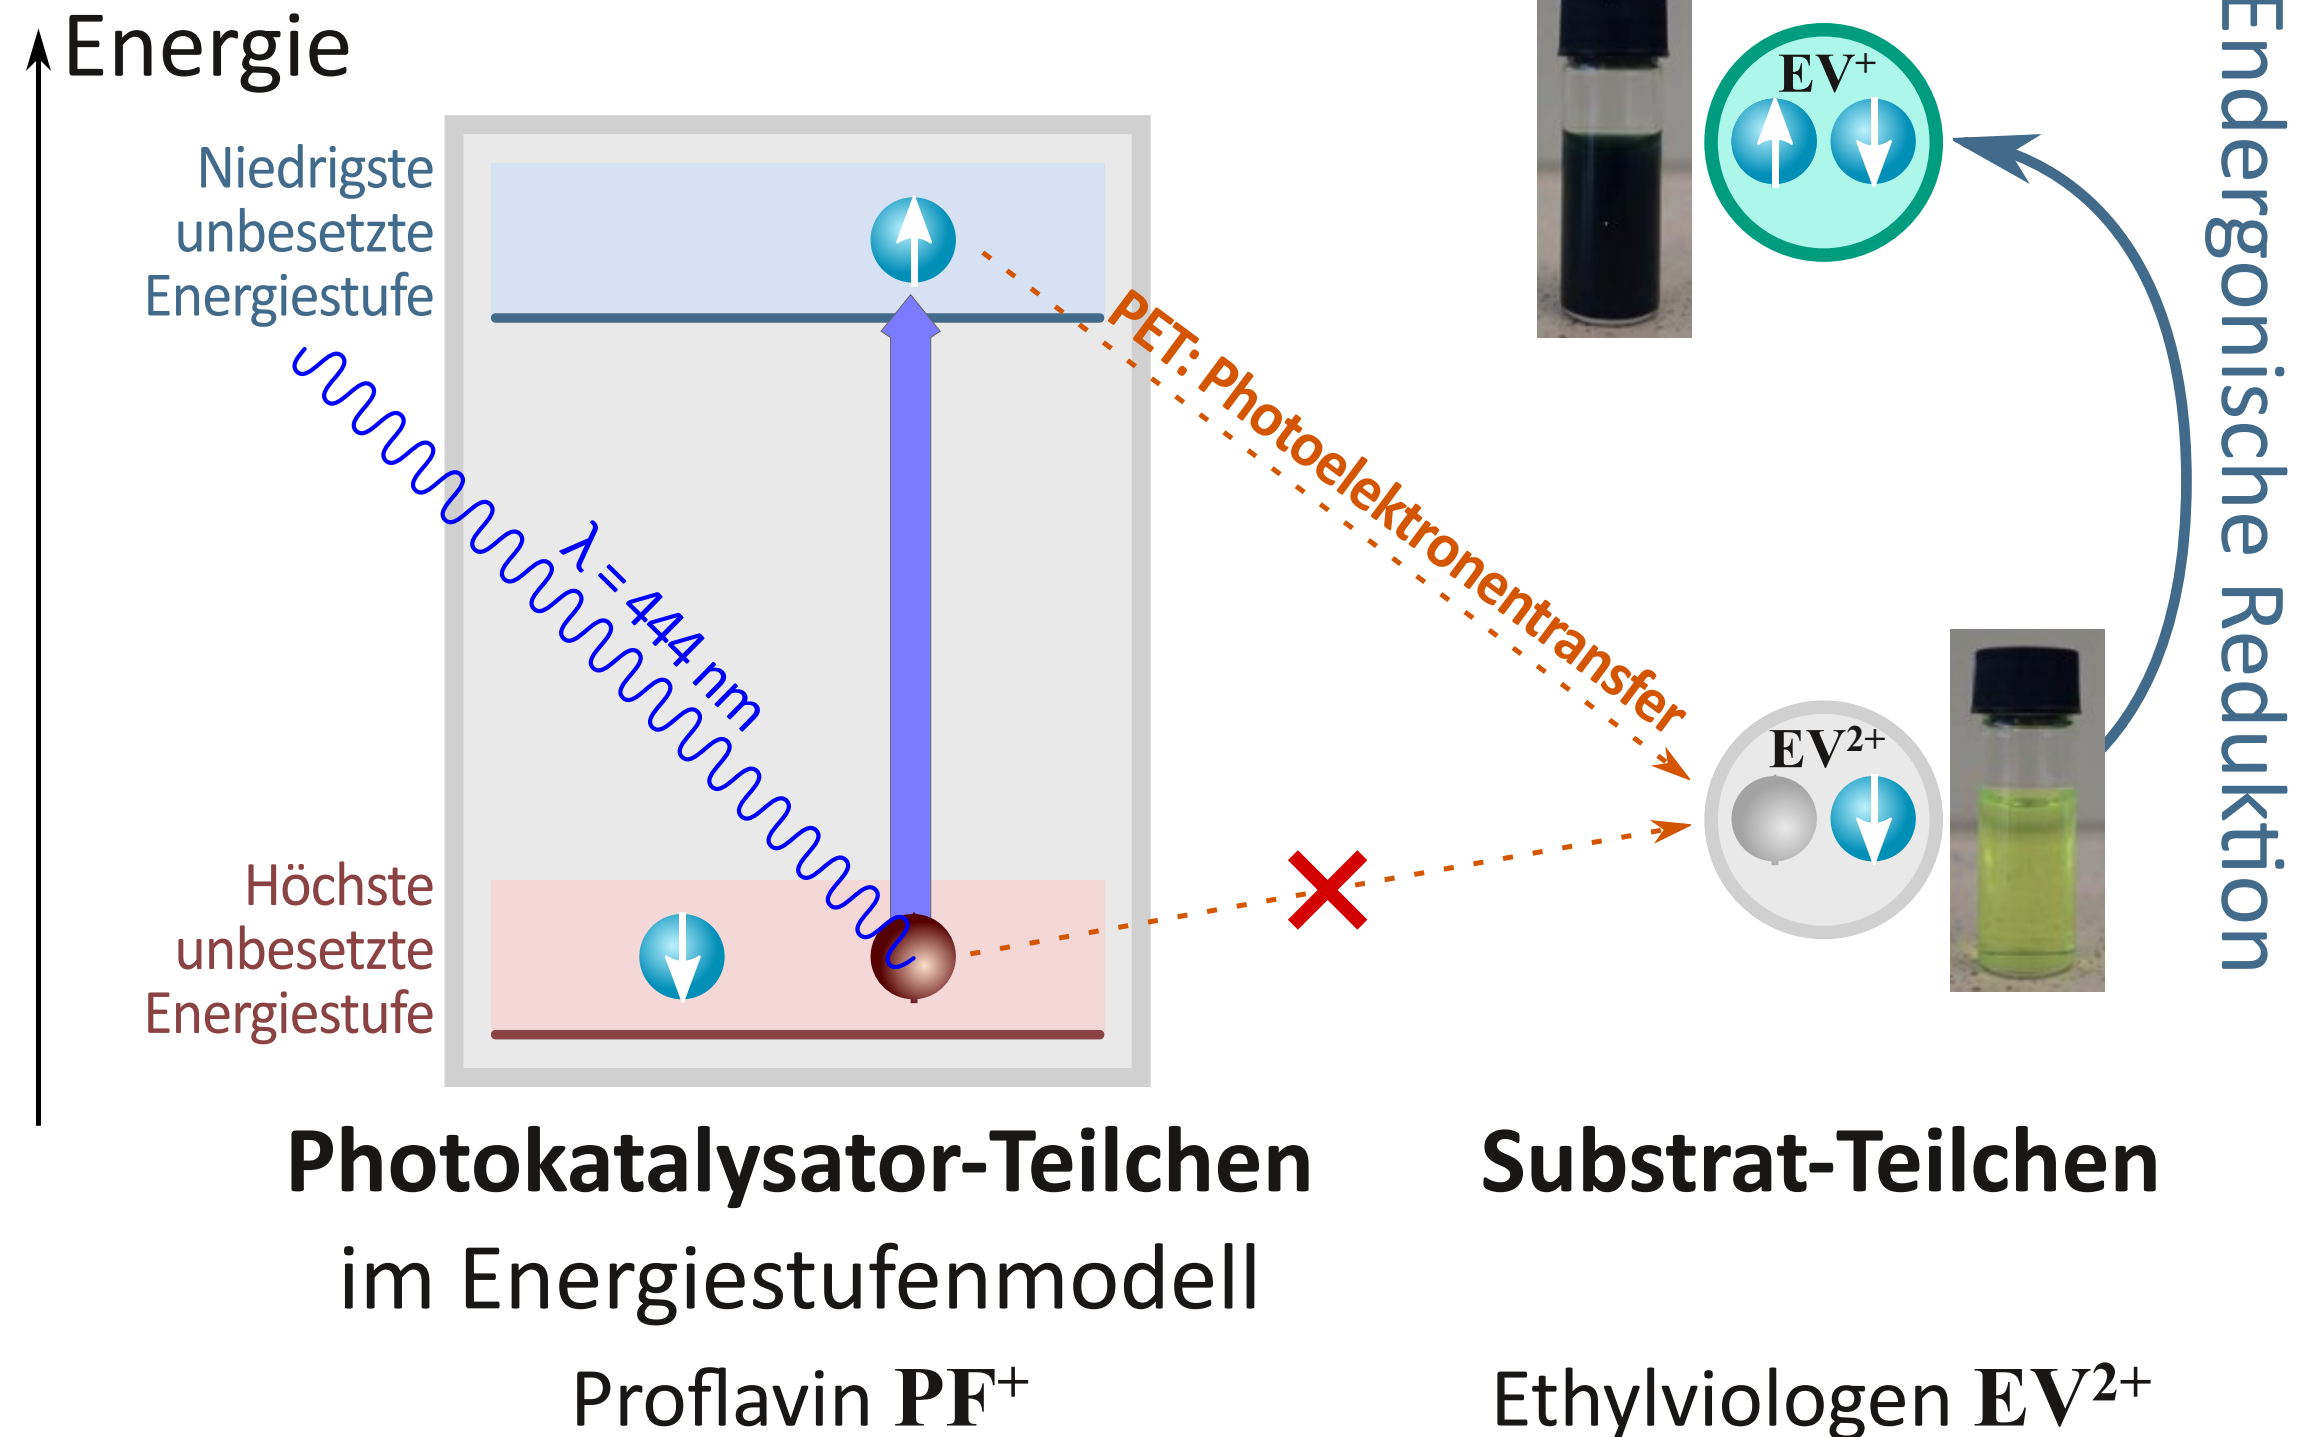 Energie
Niedrigste
unbesetzte
Energiestufe
λ = 444 nm
PET: Photoelektronentransfer
EV⁺
EV²⁺
Endergonische Reduktion
Höchste
unbesetzte
Energiestufe
Photokatalysator-Teilchen
im Energiestufenmodell
Proflavin PF⁺
Substrat-Teilchen
Ethylviologen EV²⁺